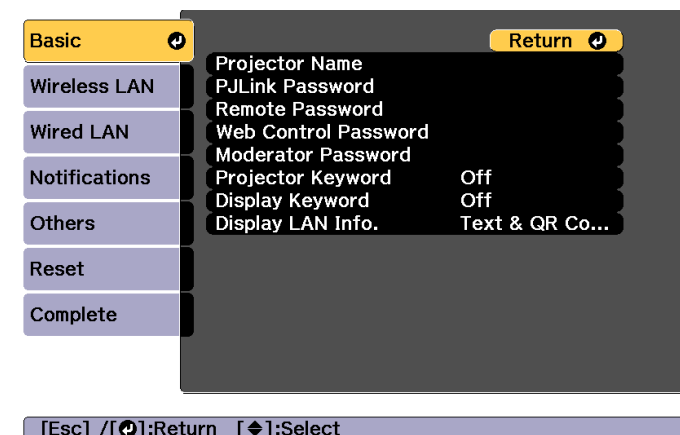 Basic
Wireless LAN
Wired LAN
Notifications
Others
Reset
Complete
Return
Projector Name
PJLink Password
Remote Password
Web Control Password
Moderator Password
Projector Keyword Off
Display Keyword Off
Display LAN Info. Text & QR Co...
[Esc] /[⏎]:Return [◆]:Select